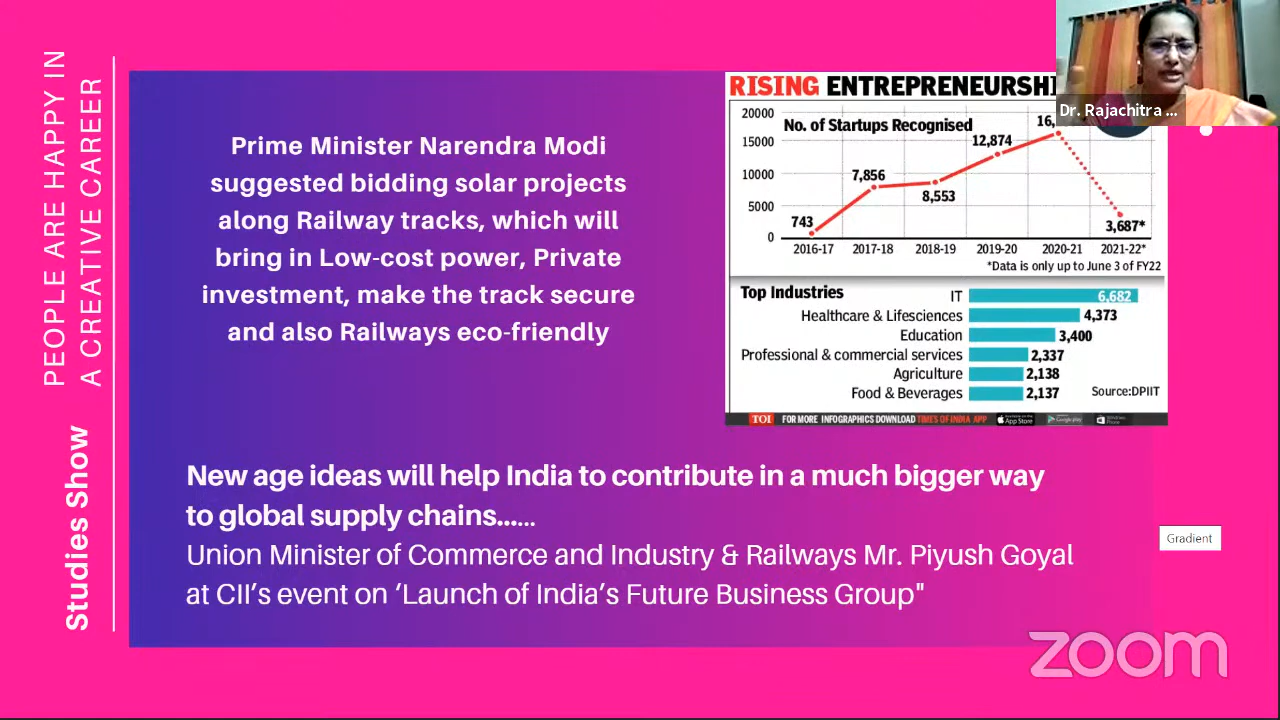 PEOPLE ARE HAPPY IN
A CREATIVE CAREER
Studies Show
Prime Minister Narendra Modi
suggested bidding solar projects
along Railway tracks, which will
bring in Low-cost power, Private
investment, make the track secure
and also Railways eco-friendly
RISING ENTREPRENEURSHI
No. of Startups Recognised
20000
15000
10000
5000
0
743
7,856
8,553
12,874
16,
3,687*
2016-17 2017-18 2018-19 2019-20 2020-21 2021-22*
*Data is only up to June 3 of FY22
Top Industries
IT 6,682
Healthcare & Lifesciences 4,373
Education 3,400
Professional & commercial services 2,337
Agriculture 2,138
Food & Beverages 2,137
Source:DPIIT
TOI FOR MORE INFOGRAPHICS DOWNLOAD TIMES OF INDIA APP App Store Google play Windows Phone
Dr. Rajachitra ...
New age ideas will help India to contribute in a much bigger way
to global supply chains......
Union Minister of Commerce and Industry & Railways Mr. Piyush Goyal
at CII’s event on ‘Launch of India’s Future Business Group"
Gradient
zoom